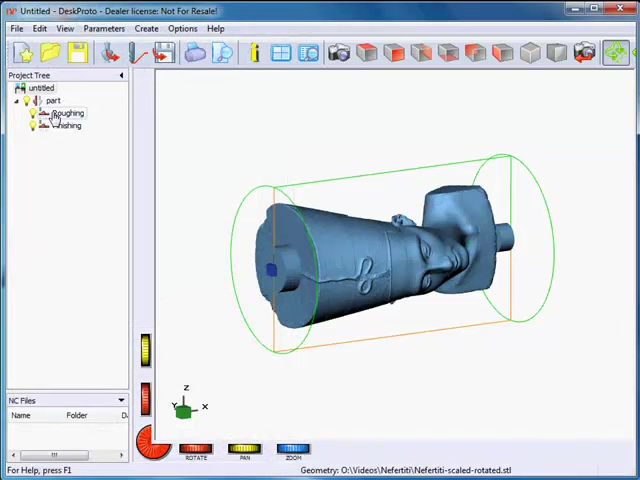 Untitled - DeskProto - Dealer license: Not For Resale!
File Edit View Parameters Create Options Help
Project Tree
untitled
part
Roughing
Finishing
NC Files
Name Folder D
Z
Y X
ROTATE PAN ZOOM
For Help, press F1
Geometry: O:\Videos\Nefertiti\Nefertiti-scaled-rotated.stl